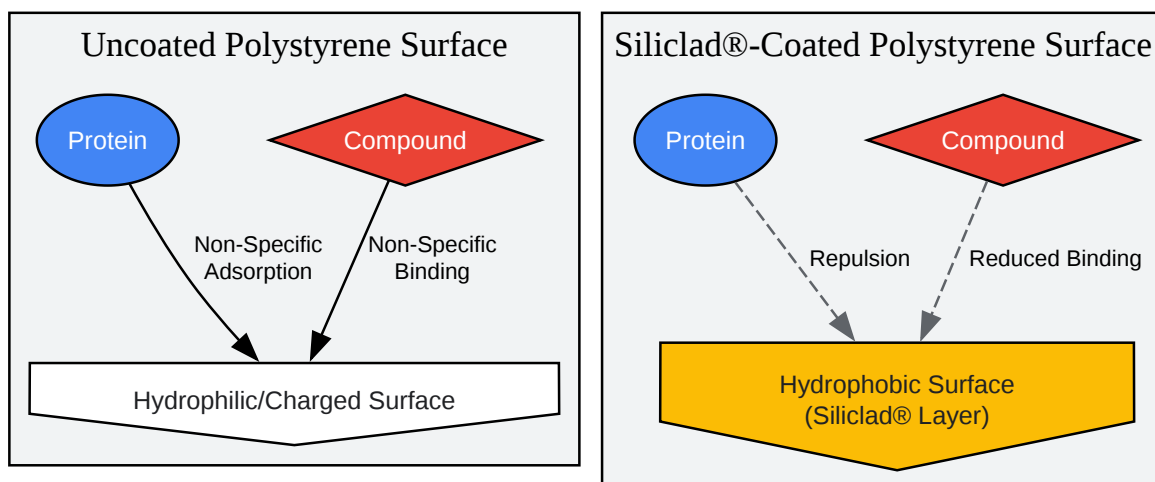 Uncoated Polystyrene Surface
Protein
Compound
Non-Specific
Adsorption
Non-Specific
Binding
Hydrophilic/Charged Surface
Siliclad®-Coated Polystyrene Surface
Protein
Compound
Repulsion
Reduced Binding
Hydrophobic Surface
(Siliclad® Layer)